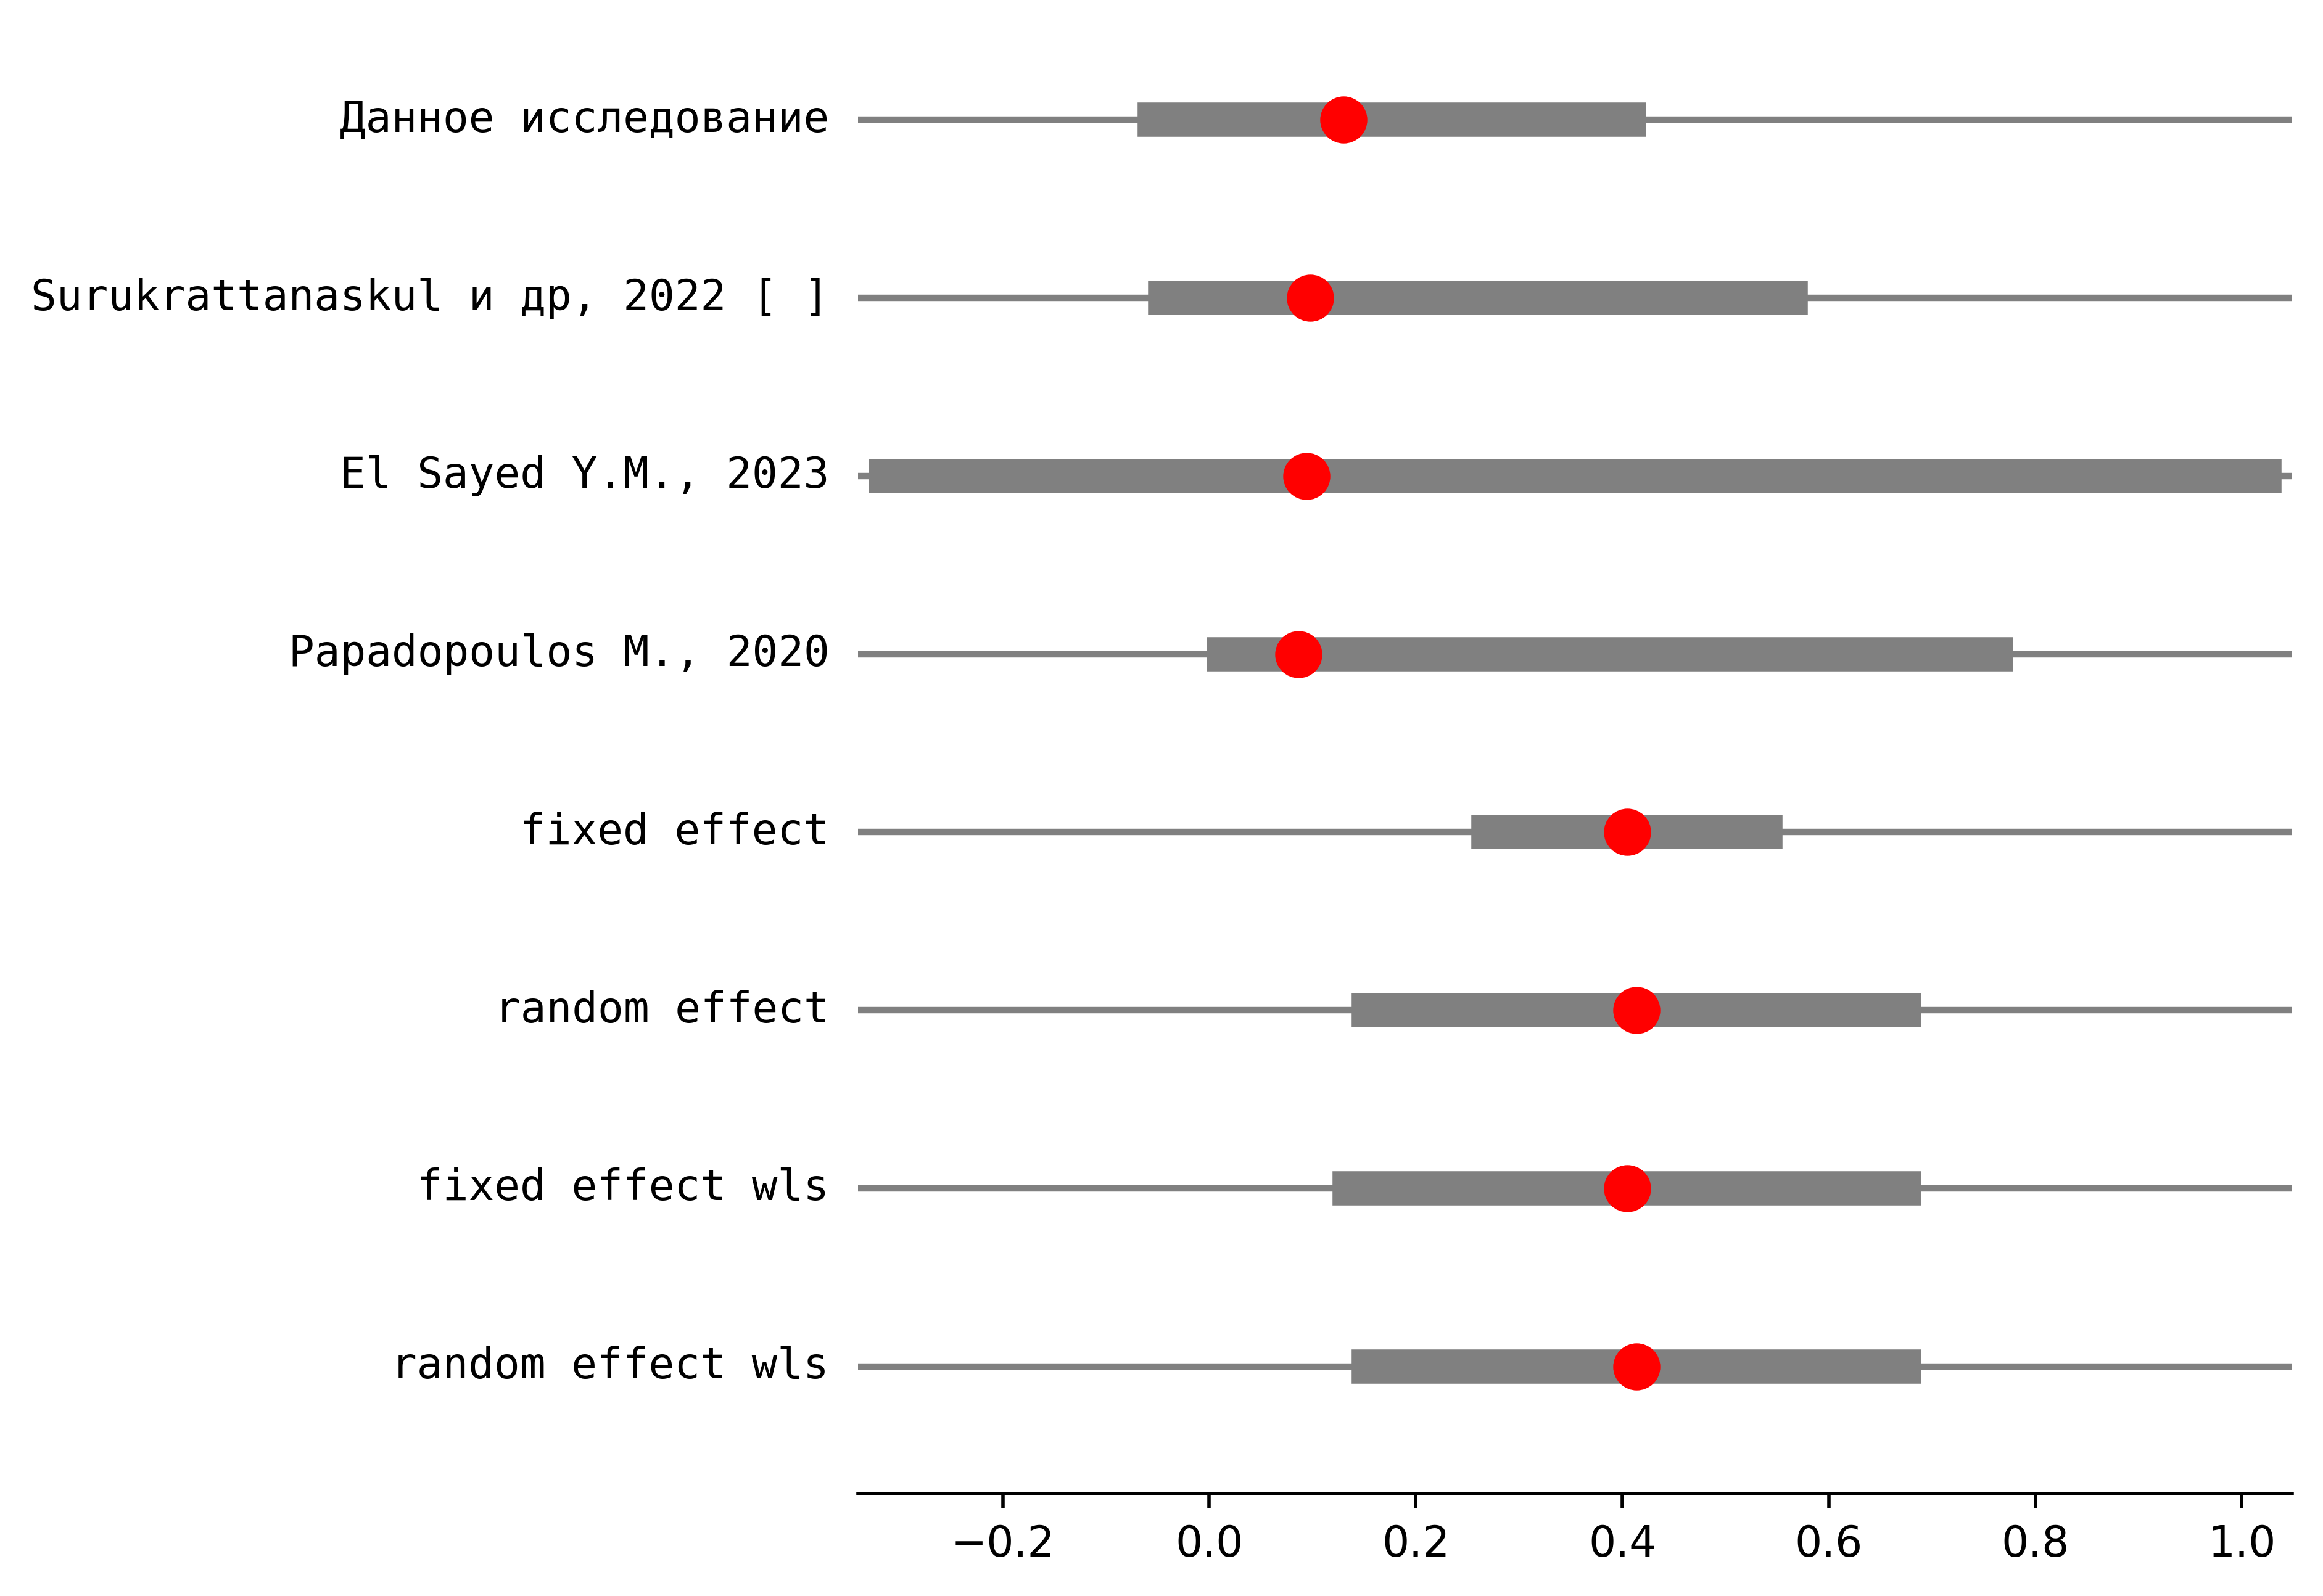 Данное исследование
Surukrattanaskul и др, 2022 [ ]
El Sayed Y.M., 2023
Papadopoulos M., 2020
fixed effect
random effect
fixed effect wls
random effect wls
−0.2 0.0 0.2 0.4 0.6 0.8 1.0